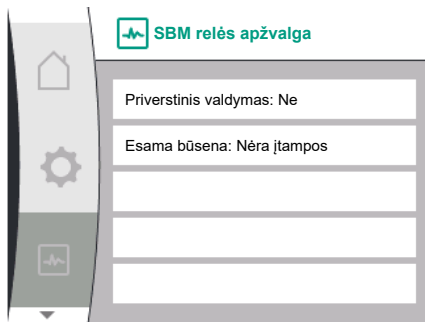 SBM relės apžvalga
Priverstinis valdymas: Ne
Esama būsena: Nėra įtampos